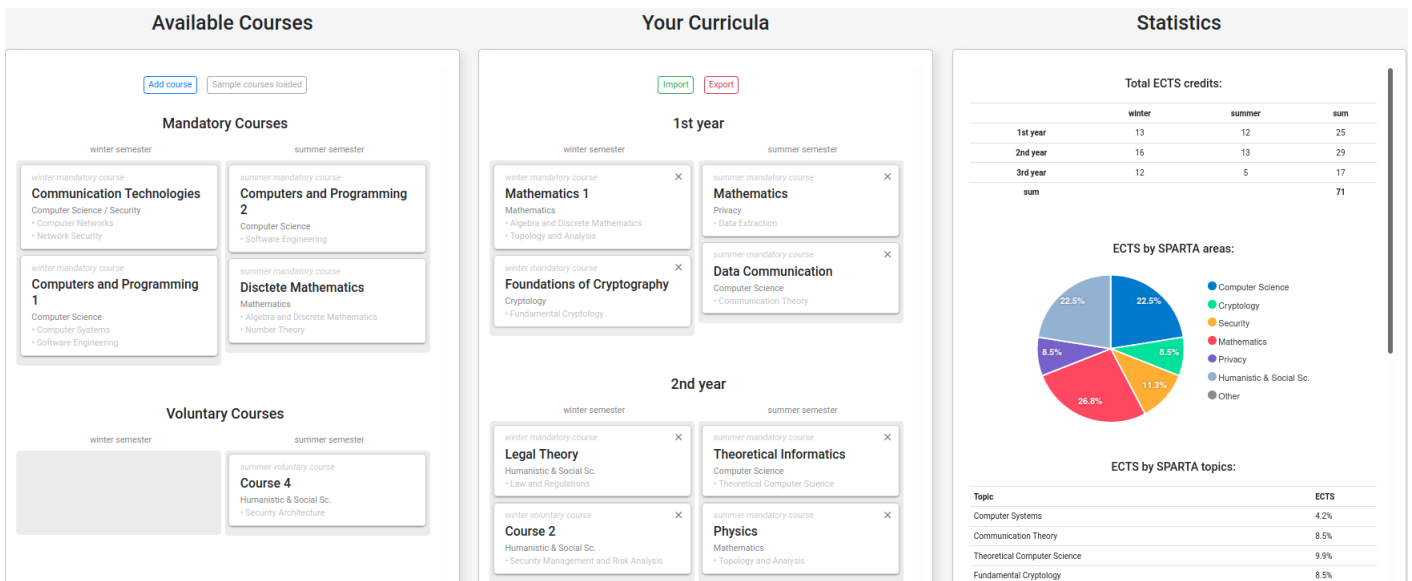 Available Courses
Add course Sample courses loaded
Mandatory Courses
winter semester
winter mandatory course
Communication Technologies
Computer Science / Security
• Computer Networks
• Network Security
winter mandatory course
Computers and Programming
1
Computer Science
• Computer Systems
• Software Engineering
summer semester
summer mandatory course
Computers and Programming
2
Computer Science
• Software Engineering
summer mandatory course
Disctete Mathematics
Mathematics
• Algebra and Discrete Mathematics
• Number Theory
Voluntary Courses
winter semester
summer semester
summer voluntary course
Course 4
Humanistic & Social Sc.
• Security Architecture
Your Curricula
Import Export
1st year
winter semester
winter mandatory course ×
Mathematics 1
Mathematics
• Algebra and Discrete Mathematics
• Topology and Analysis
winter mandatory course ×
Foundations of Cryptography
Cryptology
• Fundamental Cryptology
summer semester
summer mandatory course ×
Mathematics
Privacy
• Data Extraction
summer mandatory course ×
Data Communication
Computer Science
• Communication Theory
2nd year
winter semester
winter mandatory course ×
Legal Theory
Humanistic & Social Sc.
• Law and Regulations
winter voluntary course ×
Course 2
Humanistic & Social Sc.
• Security Management and Risk Analysis
summer semester
summer mandatory course ×
Theoretical Informatics
Computer Science
• Theoretical Computer Science
summer mandatory course ×
Physics
Mathematics
• Topology and Analysis
Statistics
Total ECTS credits:
winter summer sum
1st year 13 12 25
2nd year 16 13 29
3rd year 12 5 17
sum 71
ECTS by SPARTA areas:
22.5%
8.5%
11.3%
26.8%
8.5%
22.5%
Computer Science
Cryptology
Security
Mathematics
Privacy
Humanistic & Social Sc.
Other
ECTS by SPARTA topics:
Topic ECTS
Computer Systems 4.2%
Communication Theory 8.5%
Theoretical Computer Science 9.9%
Fundamental Cryptology 8.5%